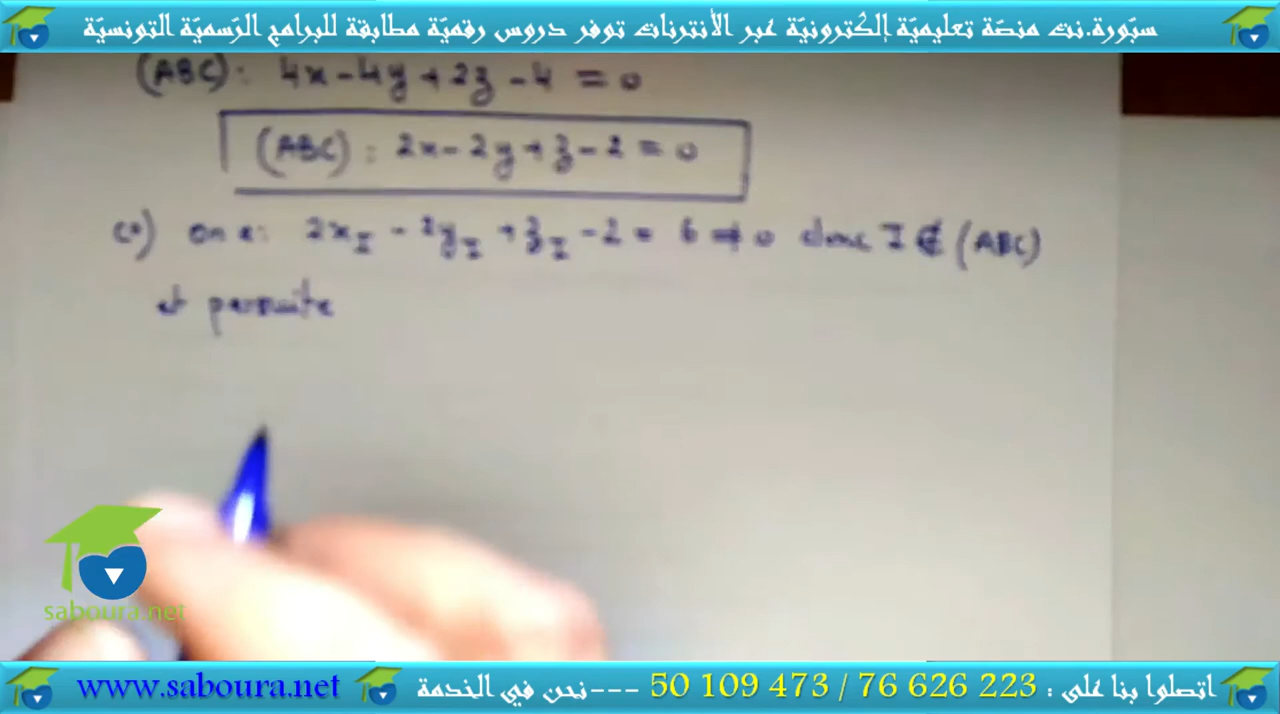 سبّورة.نت منصّة تعليميّة إلكترونيّة عبر الأنترنات توفر دروس رقميّة مطابقة للبرامج الرّسميّة التونسيّة
(ABC): 4x - 4y + 2z - 4 = 0
(ABC): 2x - 2y + z - 2 = 0
c) on a: 2x_I - 2y_I + z_I - 2 = 6 ≠ 0 donc I ∉ (ABC)
et par suite
saboura.net
اتصلوا بنا على : 223 626 76 / 473 109 50 ---نحن في الخدمة www.saboura.net